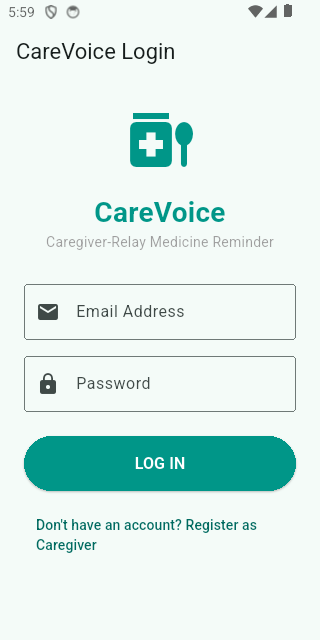 5:59
CareVoice Login
CareVoice
Caregiver-Relay Medicine Reminder
Email Address
Password
LOG IN
Don't have an account? Register as
Caregiver